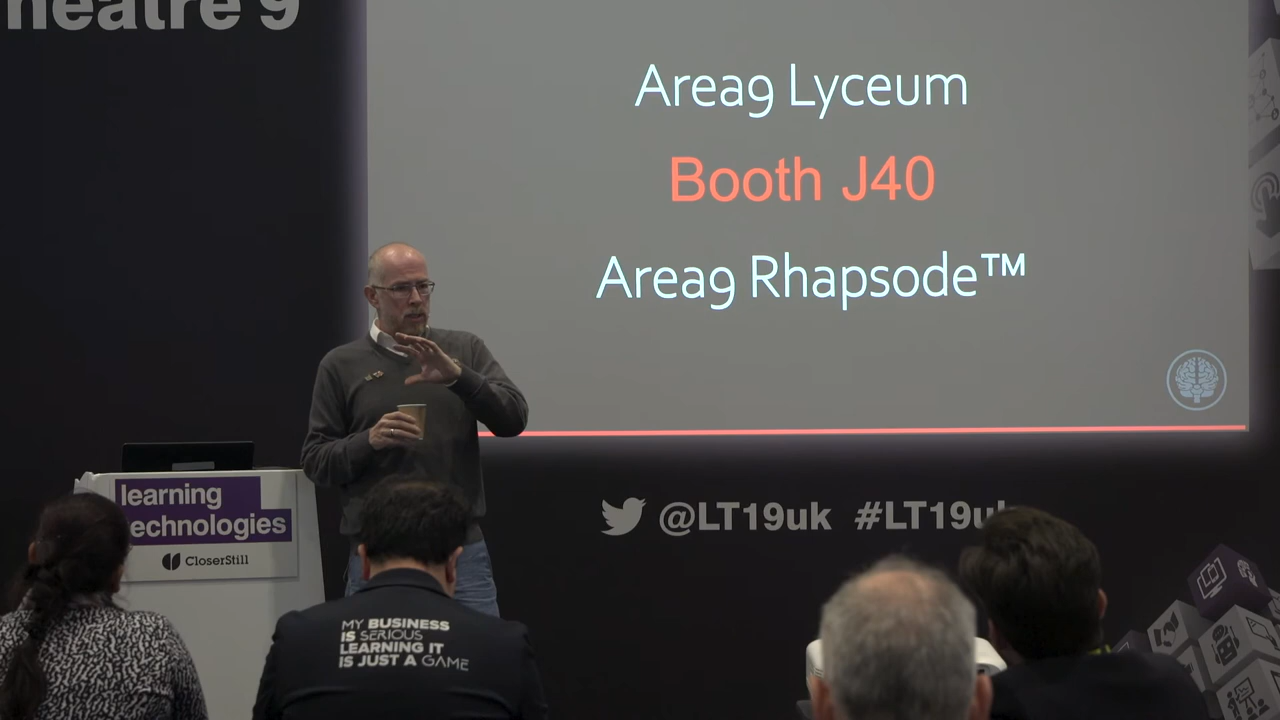 heatre 9
Area9 Lyceum
Booth J40
Area9 Rhapsode™
@LT19uk #LT19uk
learning
technologies
CloserStill
MY BUSINESS
IS SERIOUS
LEARNING IT
IS JUST A GAME